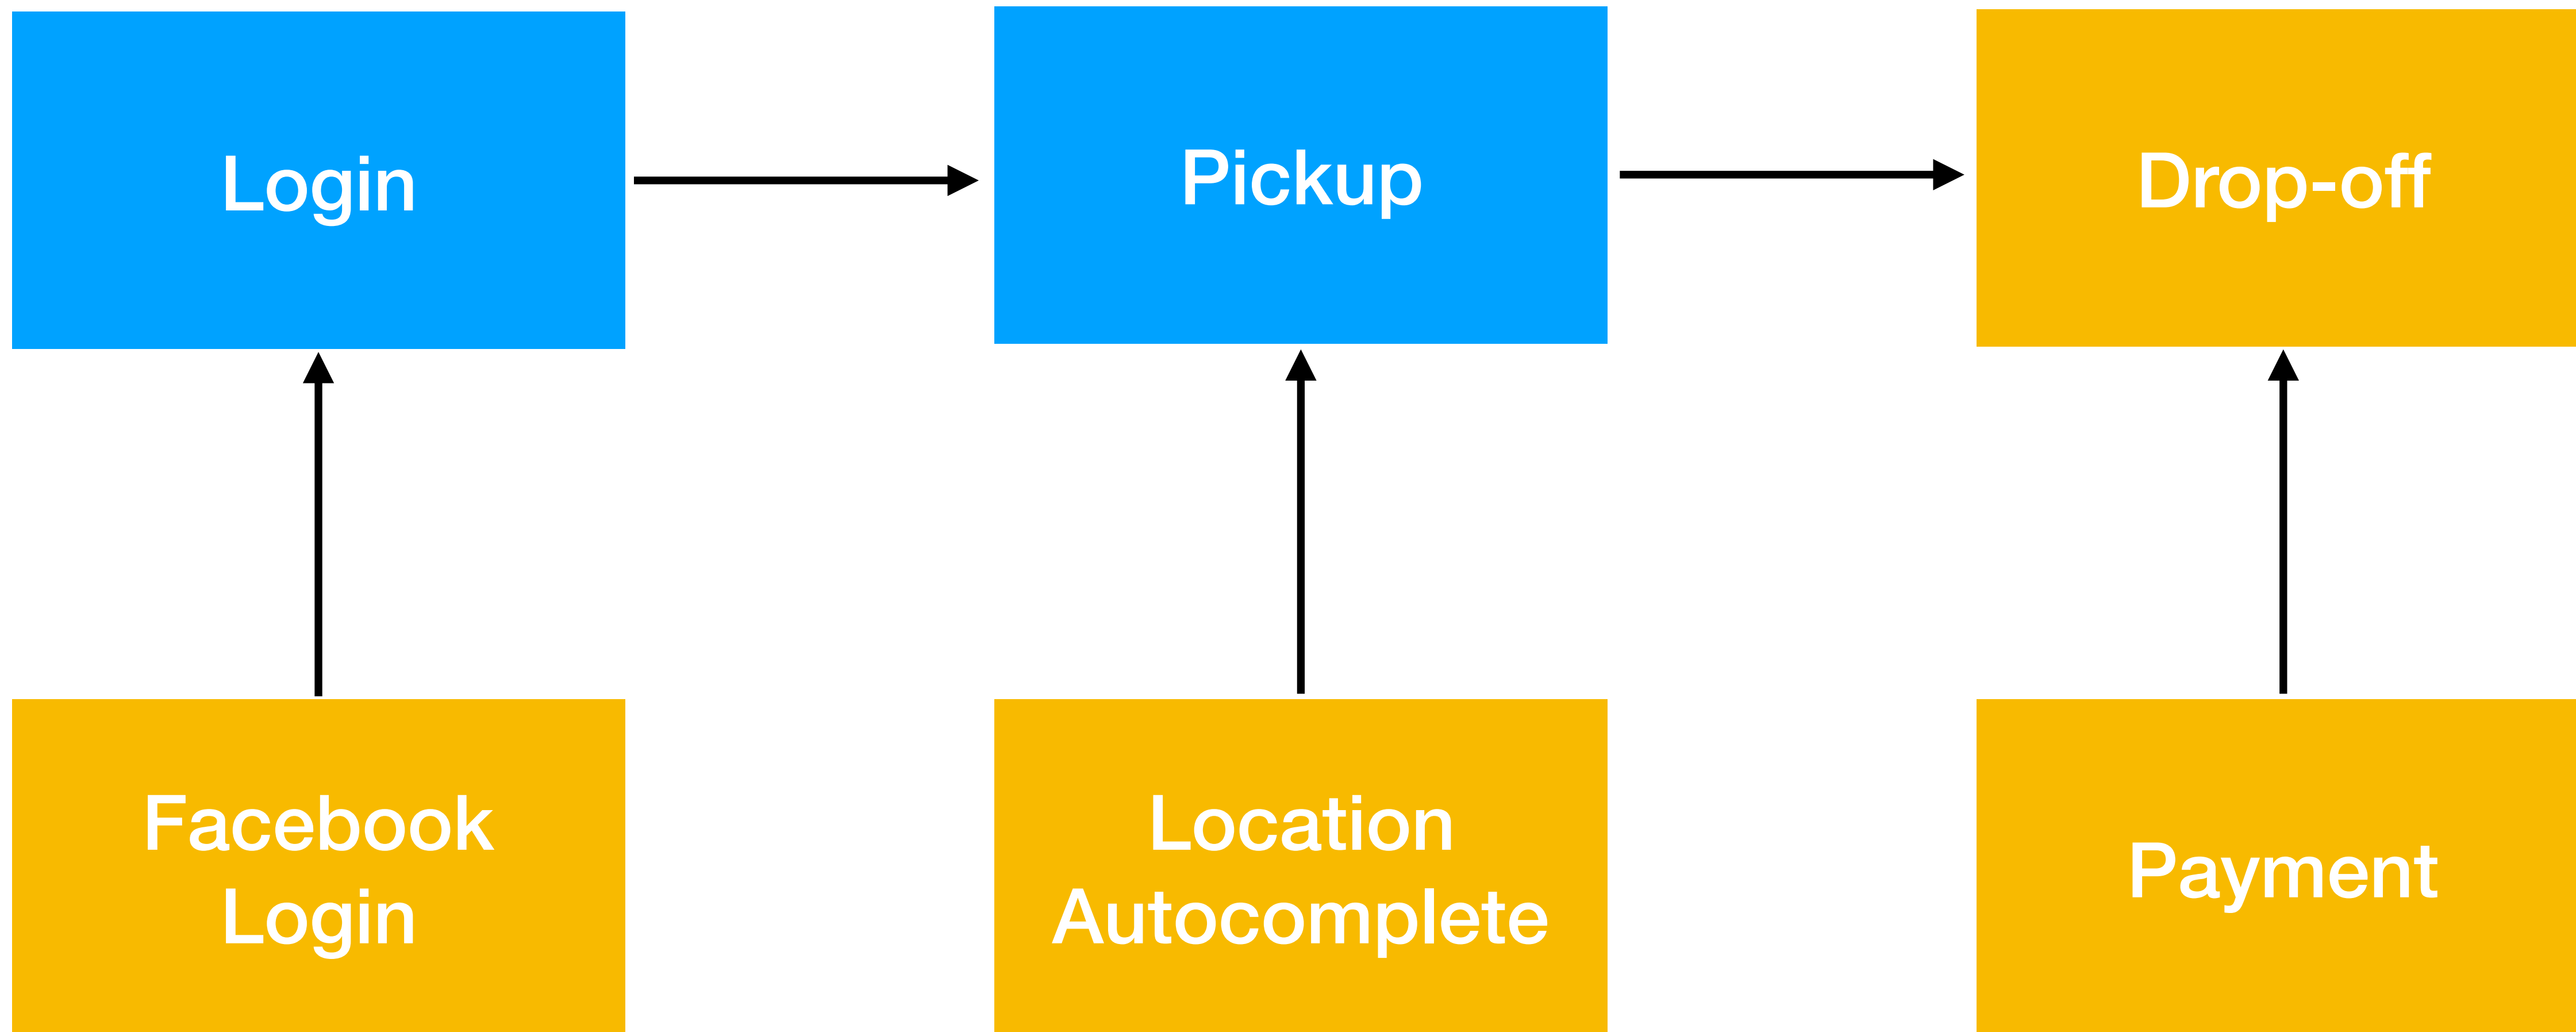 Login
Pickup
Drop-off
Facebook
Login
Location
Autocomplete
Payment